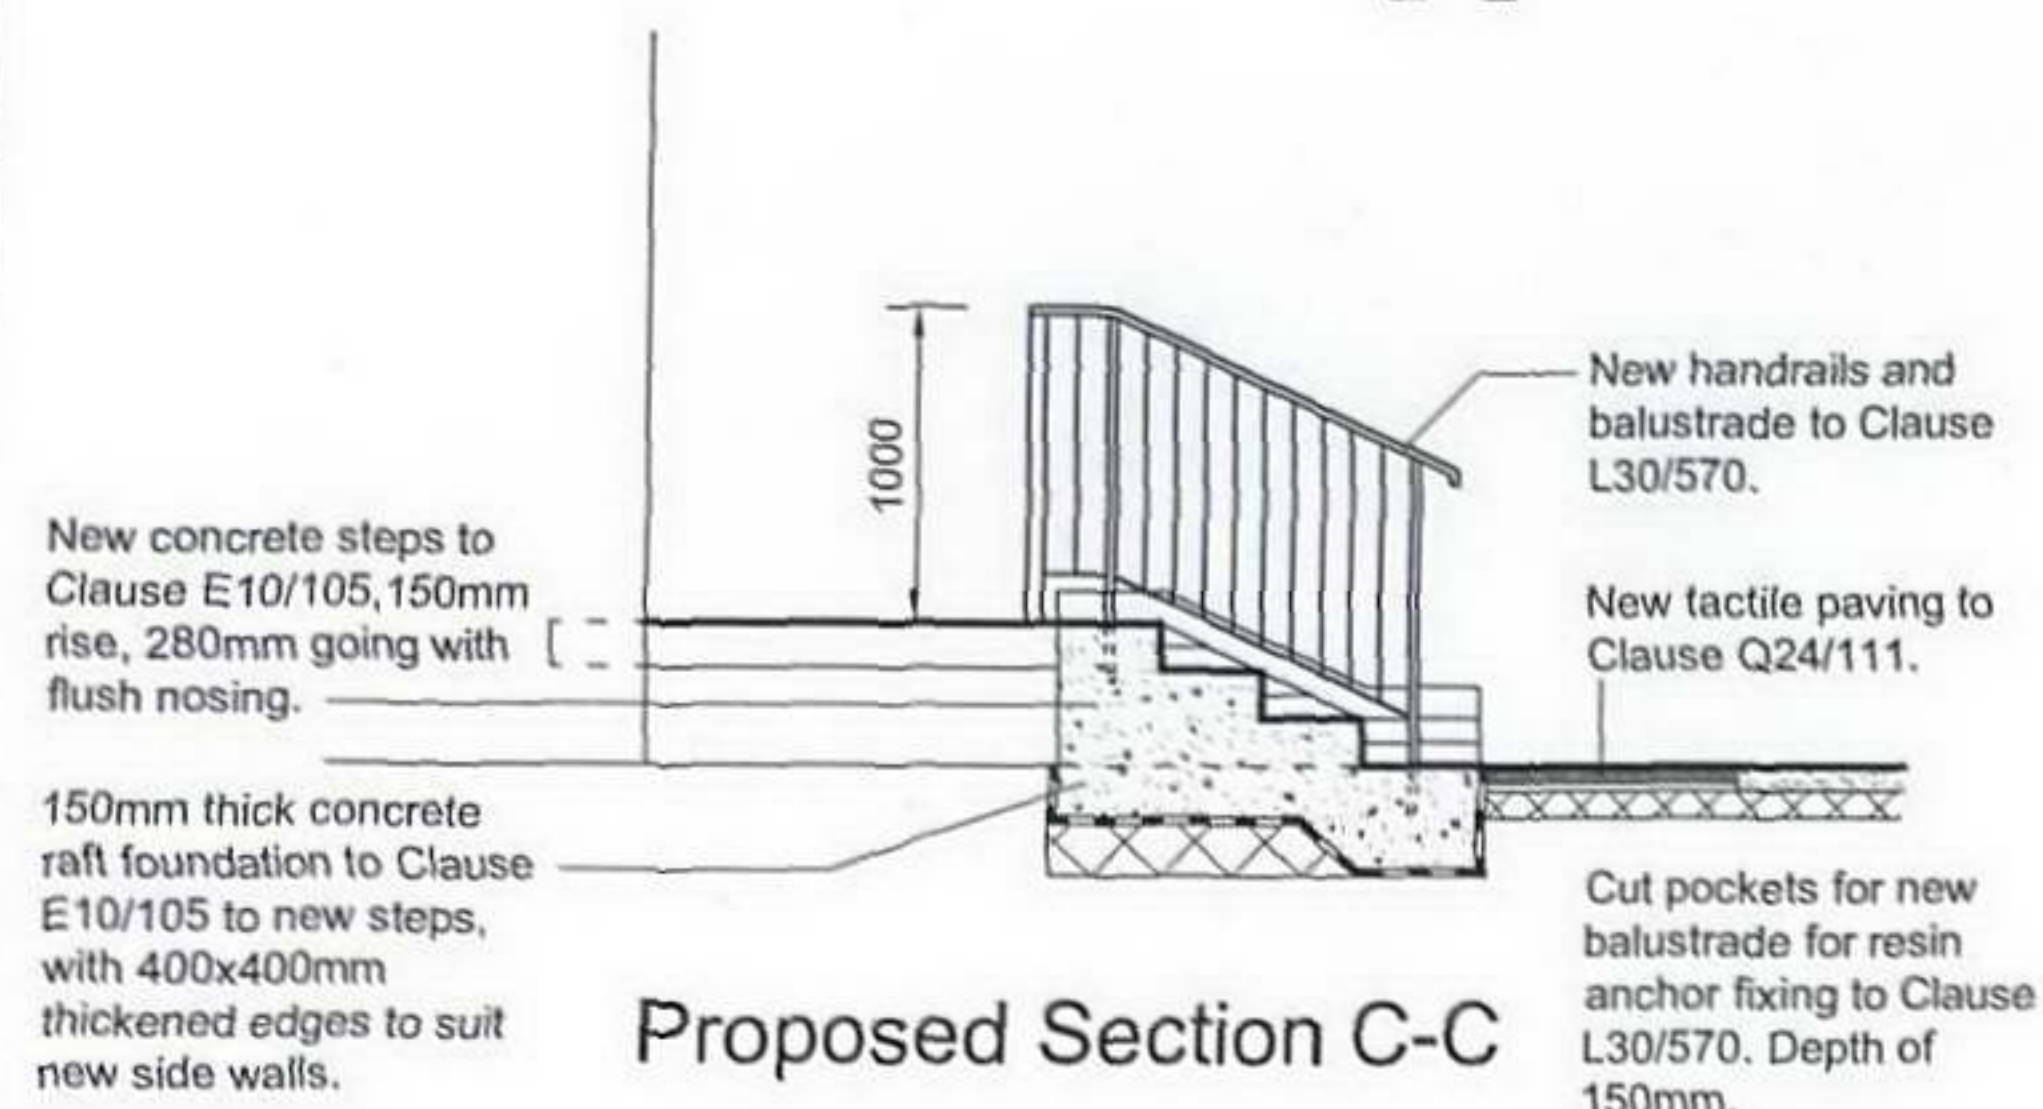 1000
New handrails and
balustrade to Clause
L30/570.
New concrete steps to
Clause E10/105,150mm
rise, 280mm going with
flush nosing.
New tactile paving to
Clause Q24/111.
150mm thick concrete
raft foundation to Clause
E10/105 to new steps,
with 400x400mm
thickened edges to suit
new side walls.
Cut pockets for new
balustrade for resin
anchor fixing to Clause
L30/570. Depth of
150mm.
Proposed Section C-C